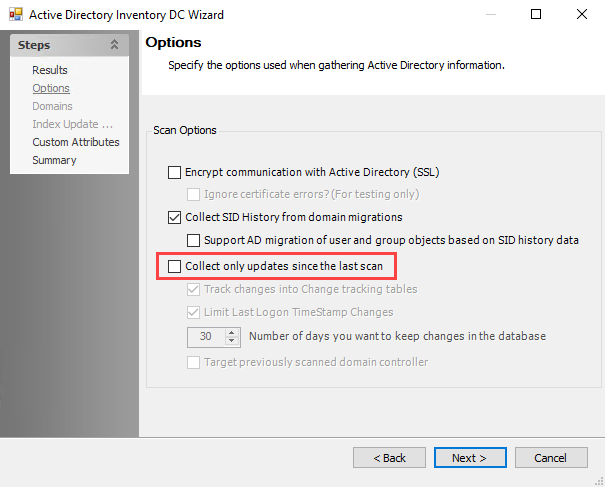 Active Directory Inventory DC Wizard
Steps
Results
Options
Domains
Index Update ...
Custom Attributes
Summary
Options
Specify the options used when gathering Active Directory information.
Scan Options
Encrypt communication with Active Directory (SSL)
Ignore certificate errors? (For testing only)
Collect SID History from domain migrations
Support AD migration of user and group objects based on SID history data
Collect only updates since the last scan
Track changes into Change tracking tables
Limit Last Logon TimeStamp Changes
30 Number of days you want to keep changes in the database
Target previously scanned domain controller
< Back Next > Cancel